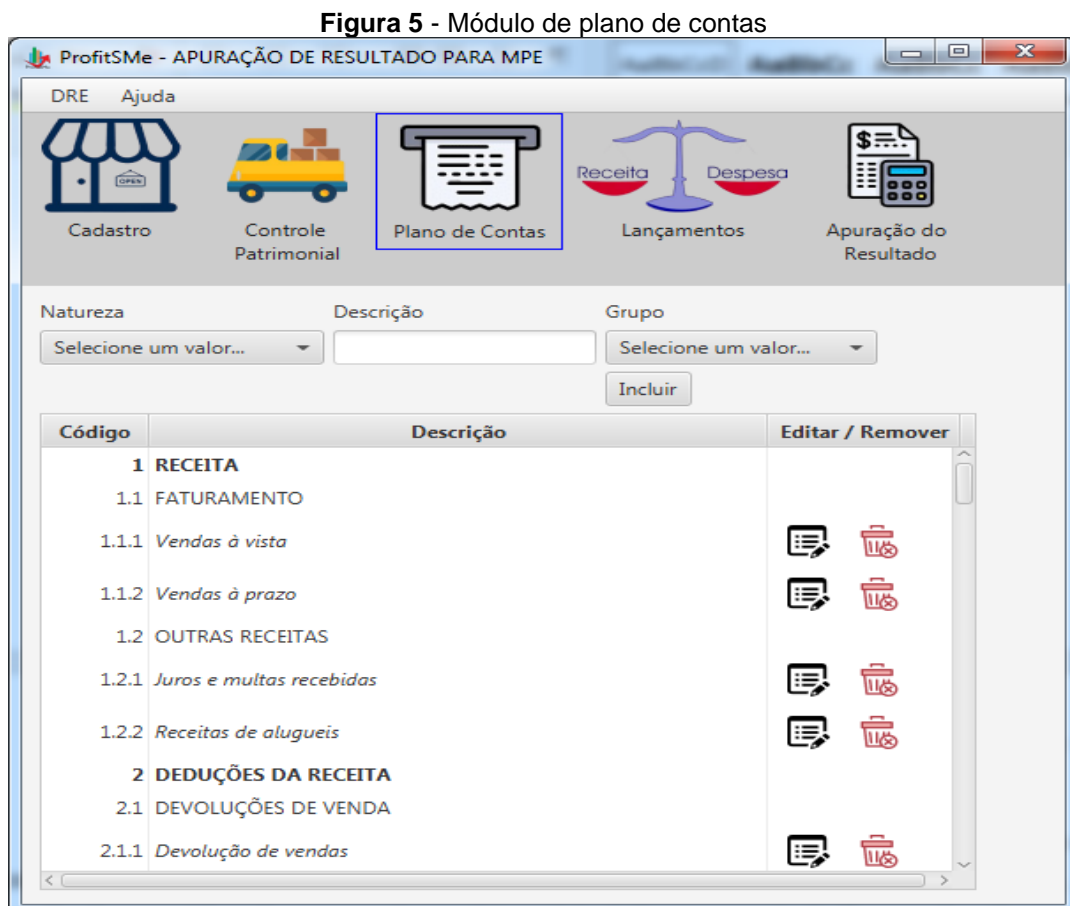 Figura 5 - Módulo de plano de contas
ProfitSMe - APURAÇÃO DE RESULTADO PARA MPE
DRE Ajuda
OPEN
Receita Despesa
$
Cadastro
Controle
Patrimonial
Plano de Contas
Lançamentos
Apuração do
Resultado
Natureza Descrição Grupo
Selecione um valor... Selecione um valor...
Incluir
Código Descrição Editar / Remover
1 RECEITA
1.1 FATURAMENTO
1.1.1 Vendas à vista
1.1.2 Vendas à prazo
1.2 OUTRAS RECEITAS
1.2.1 Juros e multas recebidas
1.2.2 Receitas de alugueis
2 DEDUÇÕES DA RECEITA
2.1 DEVOLUÇÕES DE VENDA
2.1.1 Devolução de vendas